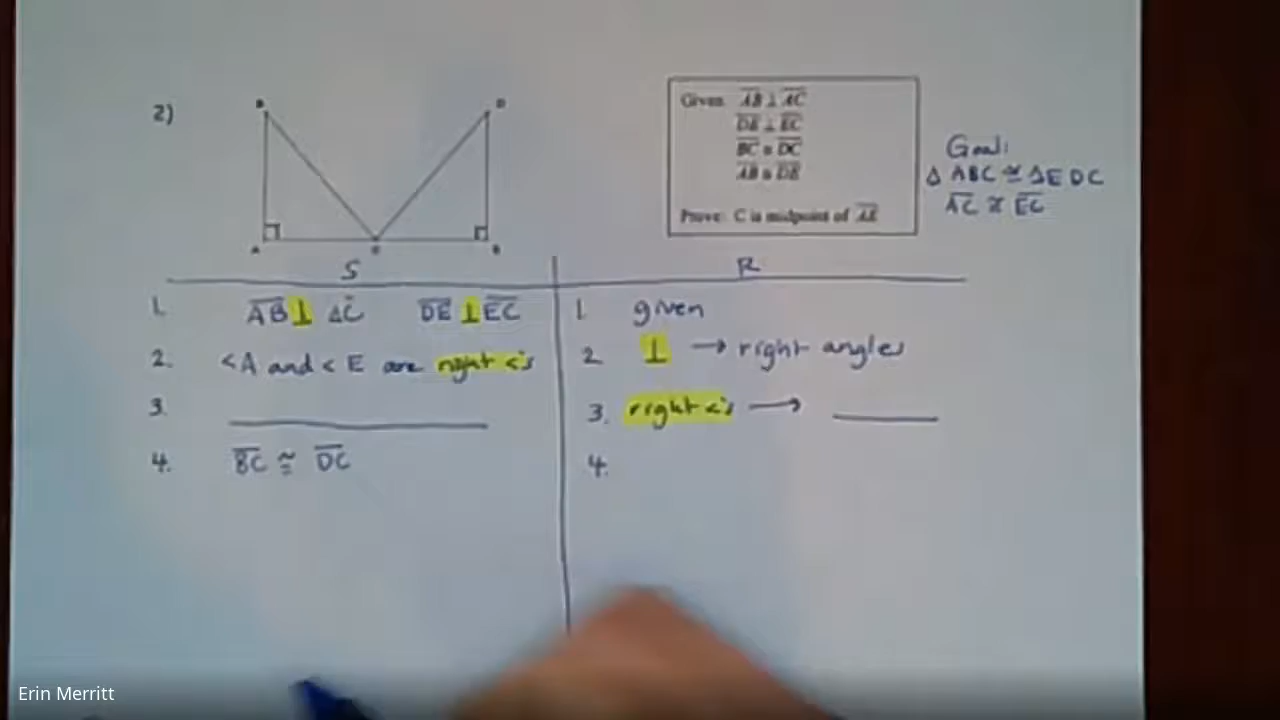 2)
Given: AB ⊥ AC
DE ⊥ EC
BC ≅ DC
AB ≅ DE
Prove: C is midpoint of AE
Goal:
Δ ABC ≅ ΔEDC
AC ≅ EC
B
D
A
C
E
S
R
1. AB ⊥ AC DE ⊥ EC
1. given
2. <A and <E are right <'s
2. ⊥ → right angles
3.
3. right <'s →
4. BC ≅ DC
4.
Erin Merritt